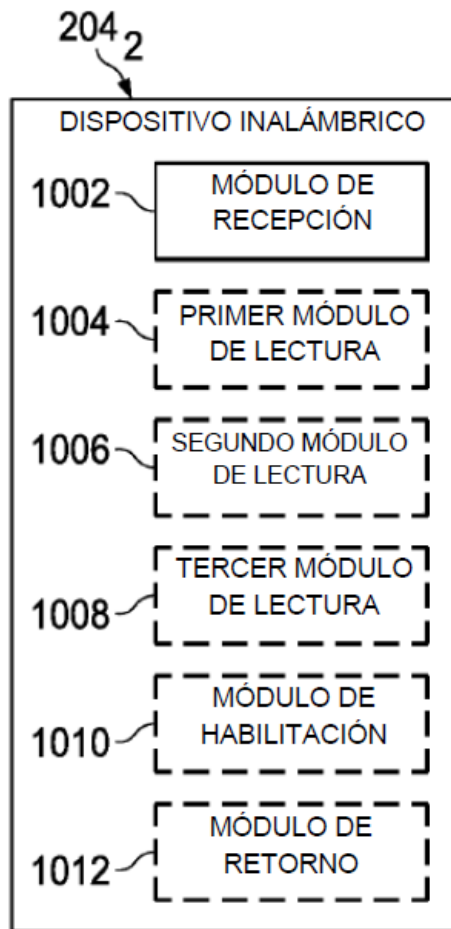 204 2
DISPOSITIVO INALÁMBRICO
1002
MÓDULO DE
RECEPCIÓN
1004
PRIMER MÓDULO
DE LECTURA
1006
SEGUNDO MÓDULO
DE LECTURA
1008
TERCER MÓDULO
DE LECTURA
1010
MÓDULO DE
HABILITACIÓN
1012
MÓDULO DE
RETORNO